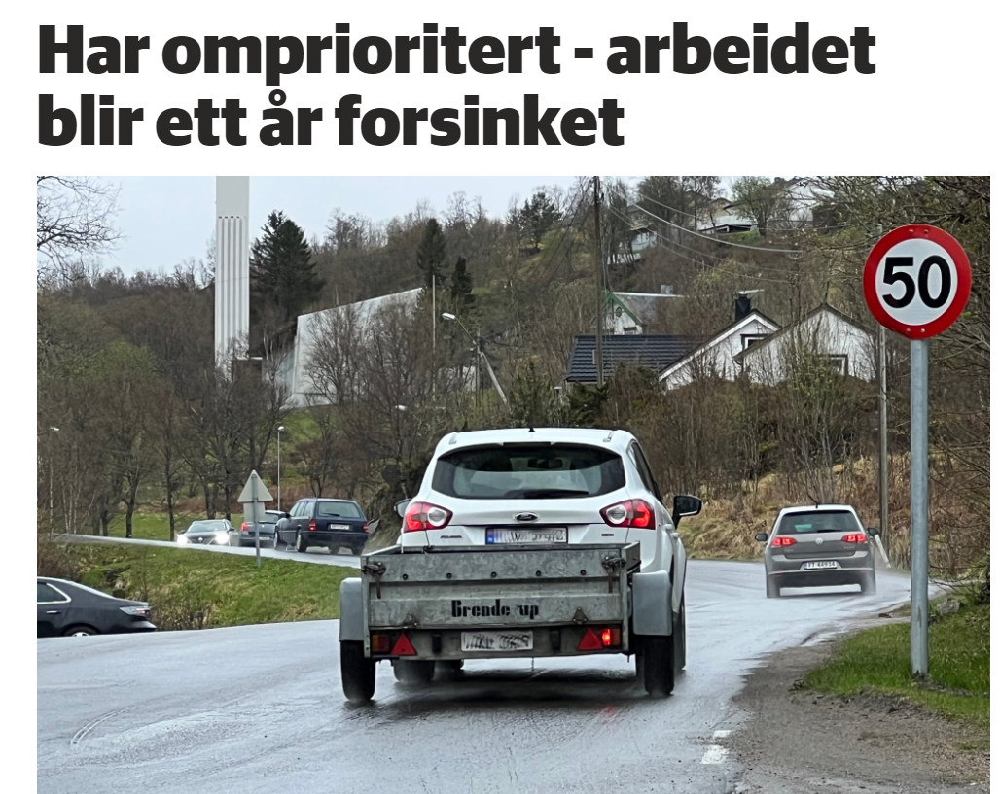 Har omprioritert - arbeidet
blir ett år forsinket
50
Brende up